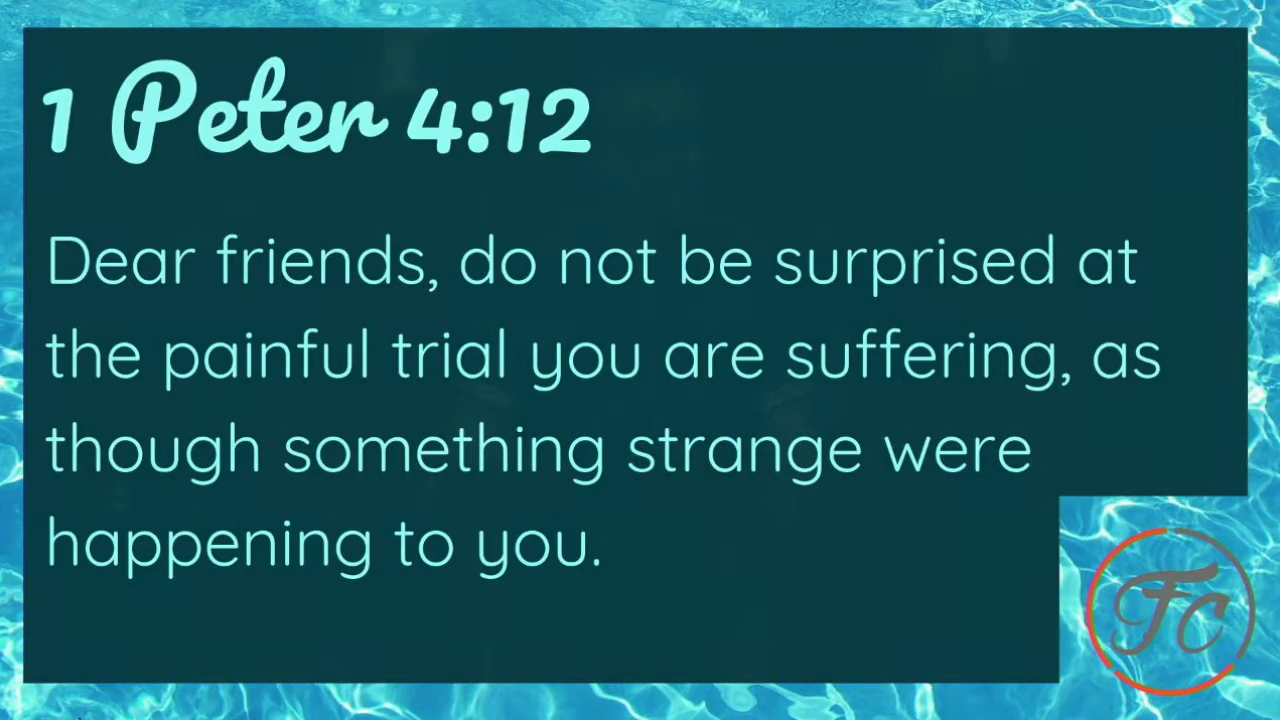 1 Peter 4:12
Dear friends, do not be surprised at
the painful trial you are suffering, as
though something strange were
happening to you.
Fc